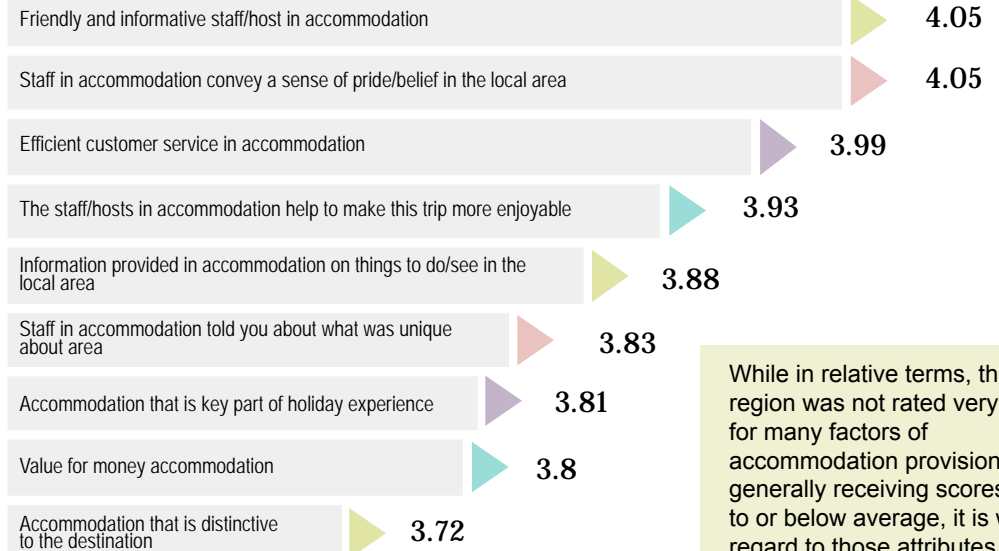 Friendly and informative staff/host in accommodation
4.05
Staff in accommodation convey a sense of pride/belief in the local area
4.05
Efficient customer service in accommodation
3.99
The staff/hosts in accommodation help to make this trip more enjoyable
3.93
Information provided in accommodation on things to do/see in the
local area
3.88
Staff in accommodation told you about what was unique
about area
3.83
Accommodation that is key part of holiday experience
3.81
Value for money accommodation
3.8
Accommodation that is distinctive
to the destination
3.72
While in relative terms,
region was not rated very
for many factors of
accommodation provision
generally receiving scores
to or below average, it is
regard to those attributes